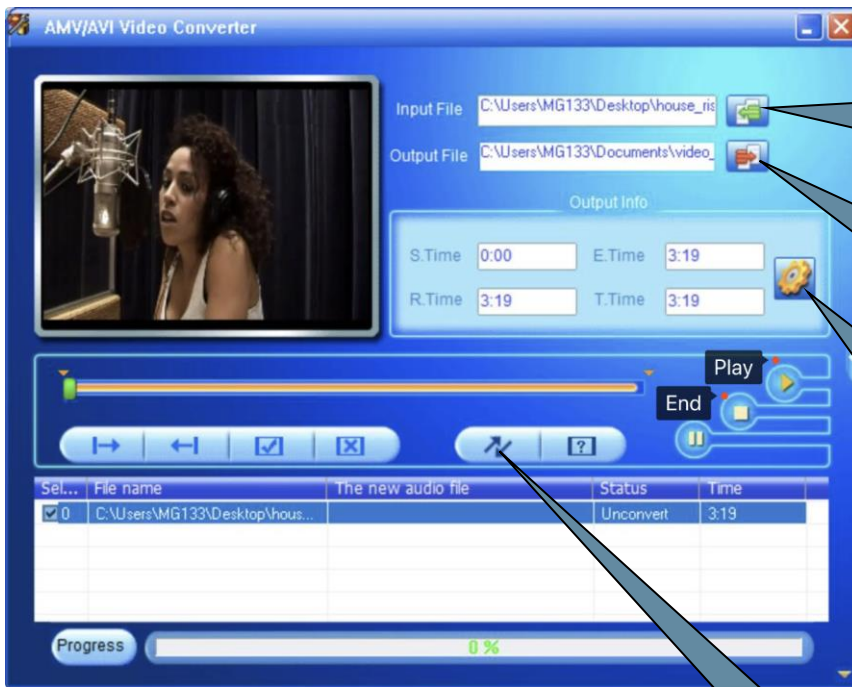 AMV/AVI Video Converter
Input File C:\Users\MG133\Desktop\house_ris
Output File C:\Users\MG133\Documents\video_
Output Info
S.Time 0:00 E.Time 3:19
R.Time 3:19 T.Time 3:19
Play
End
Sel... File name The new audio file Status Time
0 C:\Users\MG133\Desktop\hous... Unconvert 3:19
Progress 0 %